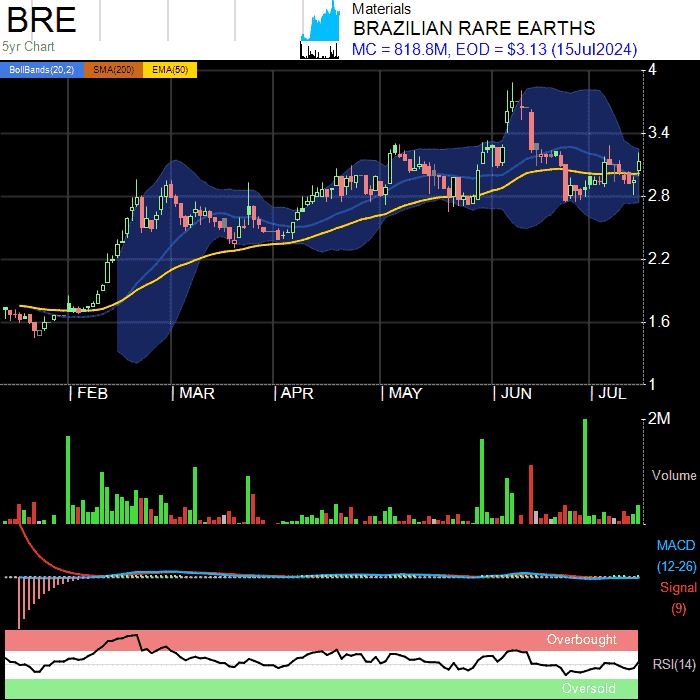 BRE
5yr Chart
Materials
BRAZILIAN RARE EARTHS
MC = 818.8M, EOD = $3.13 (15Jul2024)
BollBands(20,2) SMA(200) EMA(50)
4
3.4
2.8
2.2
1.6
1
| FEB | MAR | APR | MAY | JUN | JUL
2M
Volume
MACD
(12-26)
Signal
(9)
Overbought
RSI(14)
Oversold